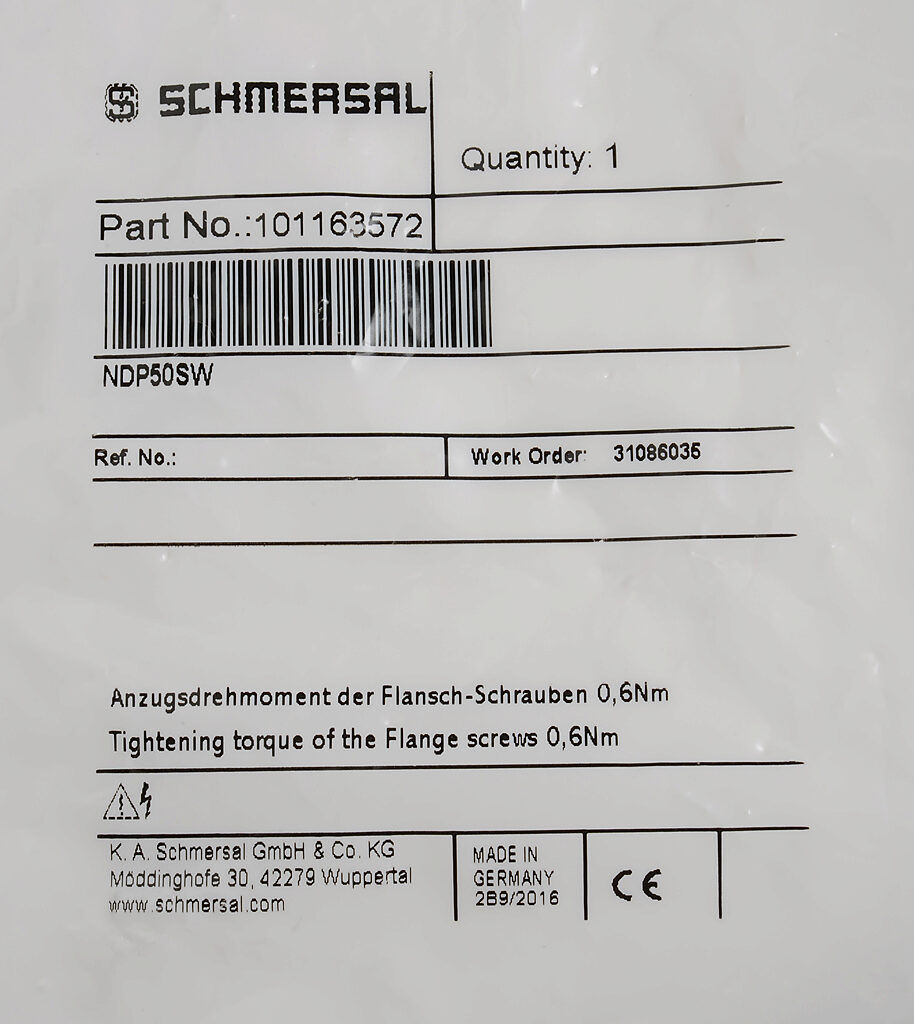 SCHMERSAL
Quantity: 1
Part No.:101163572
NDP50SW
Ref. No.:
Work Order: 31086035
Anzugsdrehmoment der Flansch-Schrauben 0,6Nm
Tightening torque of the Flange screws 0,6Nm
K. A. Schmersal GmbH & Co. KG
Möddinghofe 30, 42279 Wuppertal
www.schmersal.com
MADE IN
GERMANY
2B9/2016
CE